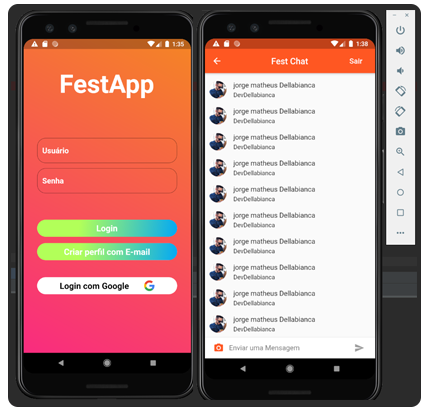 1:35
FestApp
Usuário
Senha
Login
Criar perfil com E-mail
Login com Google
1:38
Fest Chat
Sair
jorge matheus Dellabianca
DevDellabianca
jorge matheus Dellabianca
DevDellabianca
jorge matheus Dellabianca
DevDellabianca
jorge matheus Dellabianca
DevDellabianca
jorge matheus Dellabianca
DevDellabianca
jorge matheus Dellabianca
DevDellabianca
jorge matheus Dellabianca
DevDellabianca
jorge matheus Dellabianca
DevDellabianca
jorge matheus Dellabianca
DevDellabianca
jorge matheus Dellabianca
DevDellabianca
Enviar uma Mensagem